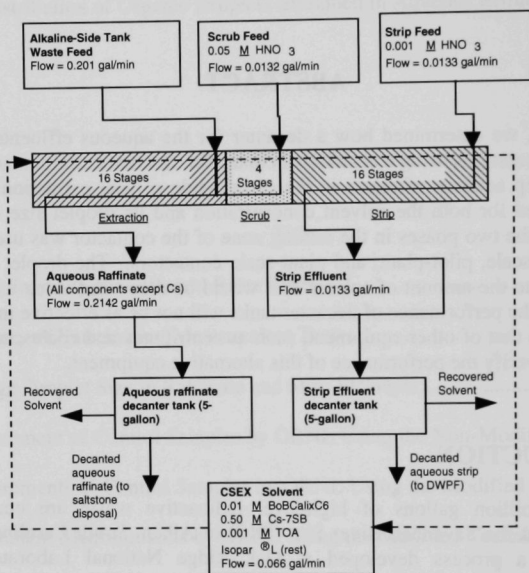 Alkaline-Side Tank
Waste Feed
Flow = 0.201 gal/min
Scrub Feed
0.05 M HNO 3
Flow = 0.0132 gal/min
Strip Feed
0.001 M HNO 3
Flow = 0.0133 gal/min
16 Stages
4
Stages
16 Stages
Extraction
Scrub
Strip
Aqueous Raffinate
(All components except Cs)
Flow = 0.2142 gal/min
Strip Effluent
Flow = 0.0133 gal/min
Recovered
Solvent
Aqueous raffinate
decanter tank (5-
gallon)
Strip Effluent
decanter tank
(5-gallon)
Recovered
Solvent
Decanted
aqueous
raffinate (to
saltstone
disposal)
Decanted
aqueous strip
(to DWPF)
CSEX Solvent
0.01 M BoBCalixC6
0.50 M Cs-7SB
0.001 M TOA
Isopar ®L (rest)
Flow = 0.066 gal/min